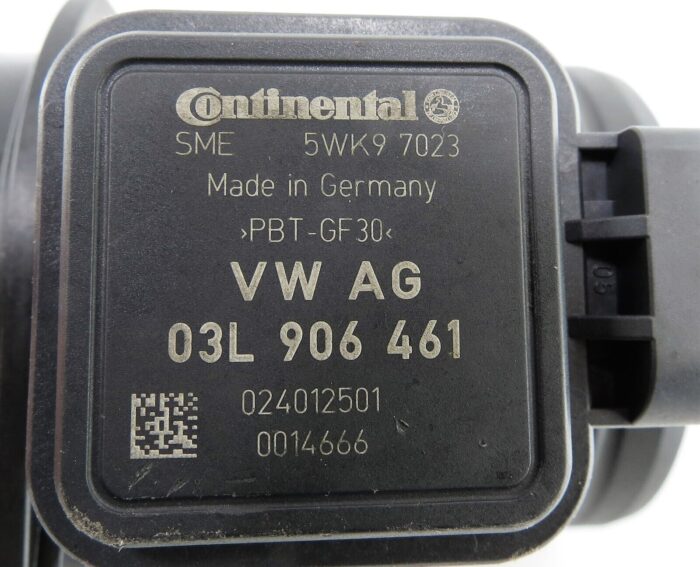 Continental
SME 5WK9 7023
Made in Germany
›PBT-GF30‹
VW AG
03L 906 461
024012501
0014666